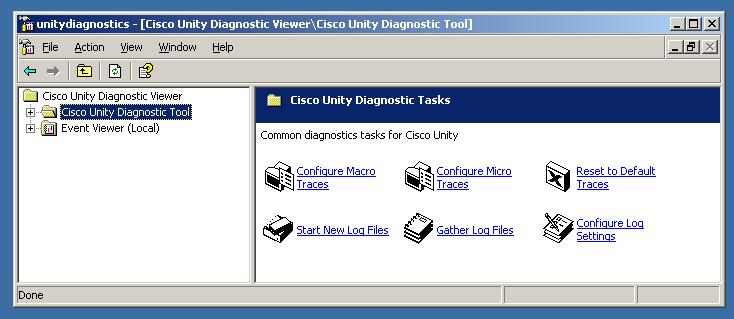 unitydiagnostics - [Cisco Unity Diagnostic Viewer\Cisco Unity Diagnostic Tool]
File Action View Window Help
Cisco Unity Diagnostic Viewer
Cisco Unity Diagnostic Tool
Event Viewer (Local)
Cisco Unity Diagnostic Tasks
Common diagnostics tasks for Cisco Unity
Configure Macro
Traces
Configure Micro
Traces
Reset to Default
Traces
Start New Log Files
Gather Log Files
Configure Log
Settings
Done